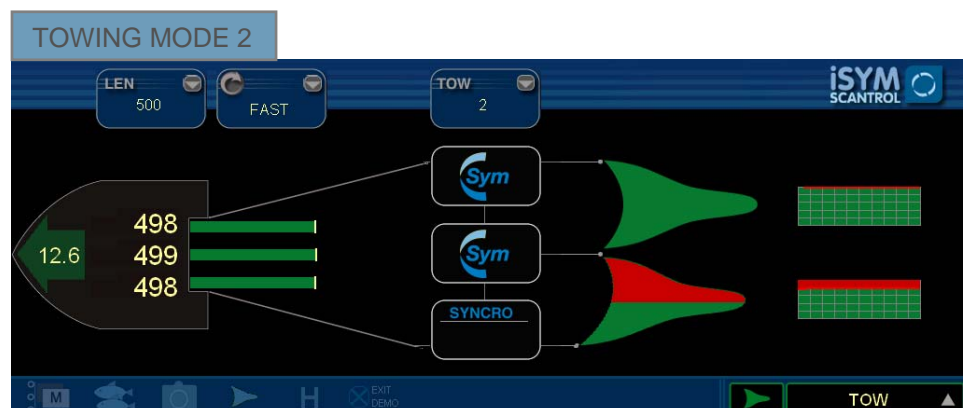 TOWING MODE 2
LEN
500
FAST
TOW
2
iSYM
SCANTROL
Sym
498
12.6
499
498
Sym
SYNCRO
M
H
EXIT
DEMO
TOW